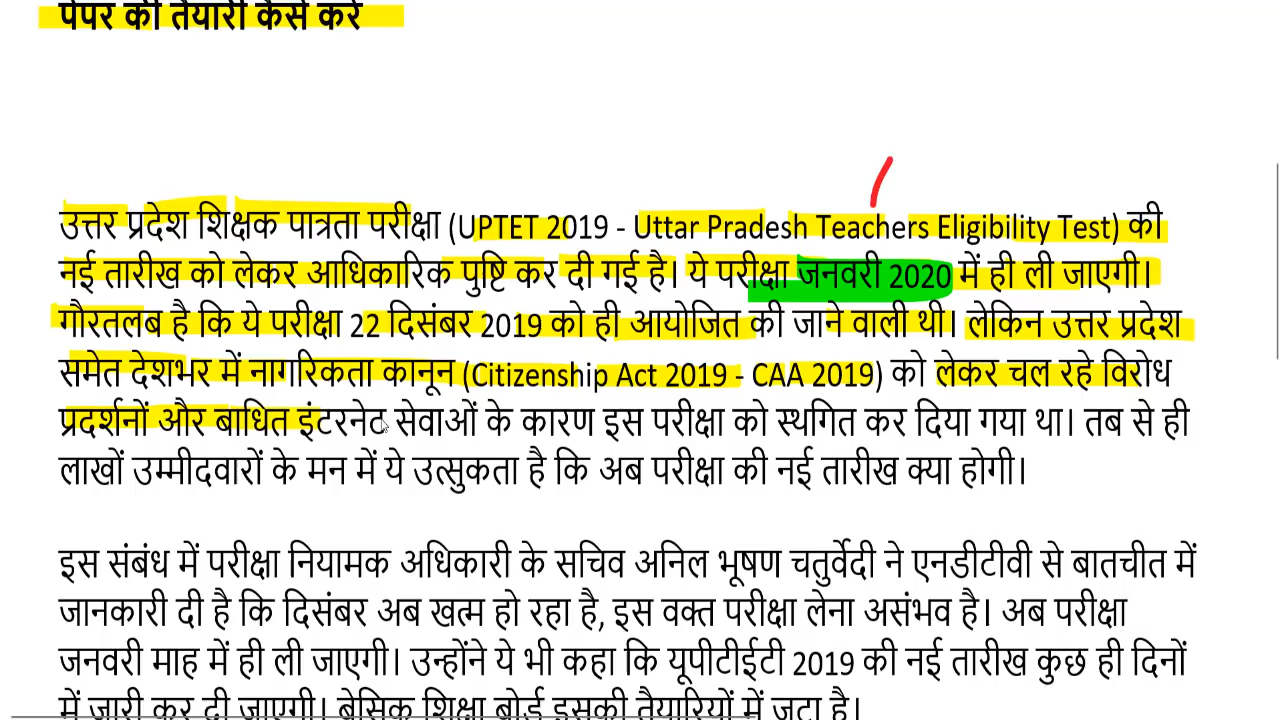 पेपर की तैयारी कैसे करें
उत्तर प्रदेश शिक्षक पात्रता परीक्षा (UPTET 2019 - Uttar Pradesh Teachers Eligibility Test) की
नई तारीख को लेकर आधिकारिक पुष्टि कर दी गई है। ये परीक्षा जनवरी 2020 में ही ली जाएगी।
गौरतलब है कि ये परीक्षा 22 दिसंबर 2019 को ही आयोजित की जाने वाली थी। लेकिन उत्तर प्रदेश
समेत देशभर में नागरिकता कानून (Citizenship Act 2019 - CAA 2019) को लेकर चल रहे विरोध
प्रदर्शनों और बाधित इंटरनेट सेवाओं के कारण इस परीक्षा को स्थगित कर दिया गया था। तब से ही
लाखों उम्मीदवारों के मन में ये उत्सुकता है कि अब परीक्षा की नई तारीख क्या होगी।
इस संबंध में परीक्षा नियामक अधिकारी के सचिव अनिल भूषण चतुर्वेदी ने एनडीटीवी से बातचीत में
जानकारी दी है कि दिसंबर अब खत्म हो रहा है, इस वक्त परीक्षा लेना असंभव है। अब परीक्षा
जनवरी माह में ही ली जाएगी। उन्होंने ये भी कहा कि यूपीटीईटी 2019 की नई तारीख कुछ ही दिनों
में जारी कर दी जाएगी। बेसिक शिक्षा बोर्ड इसकी तैयारियों में जुटा है।